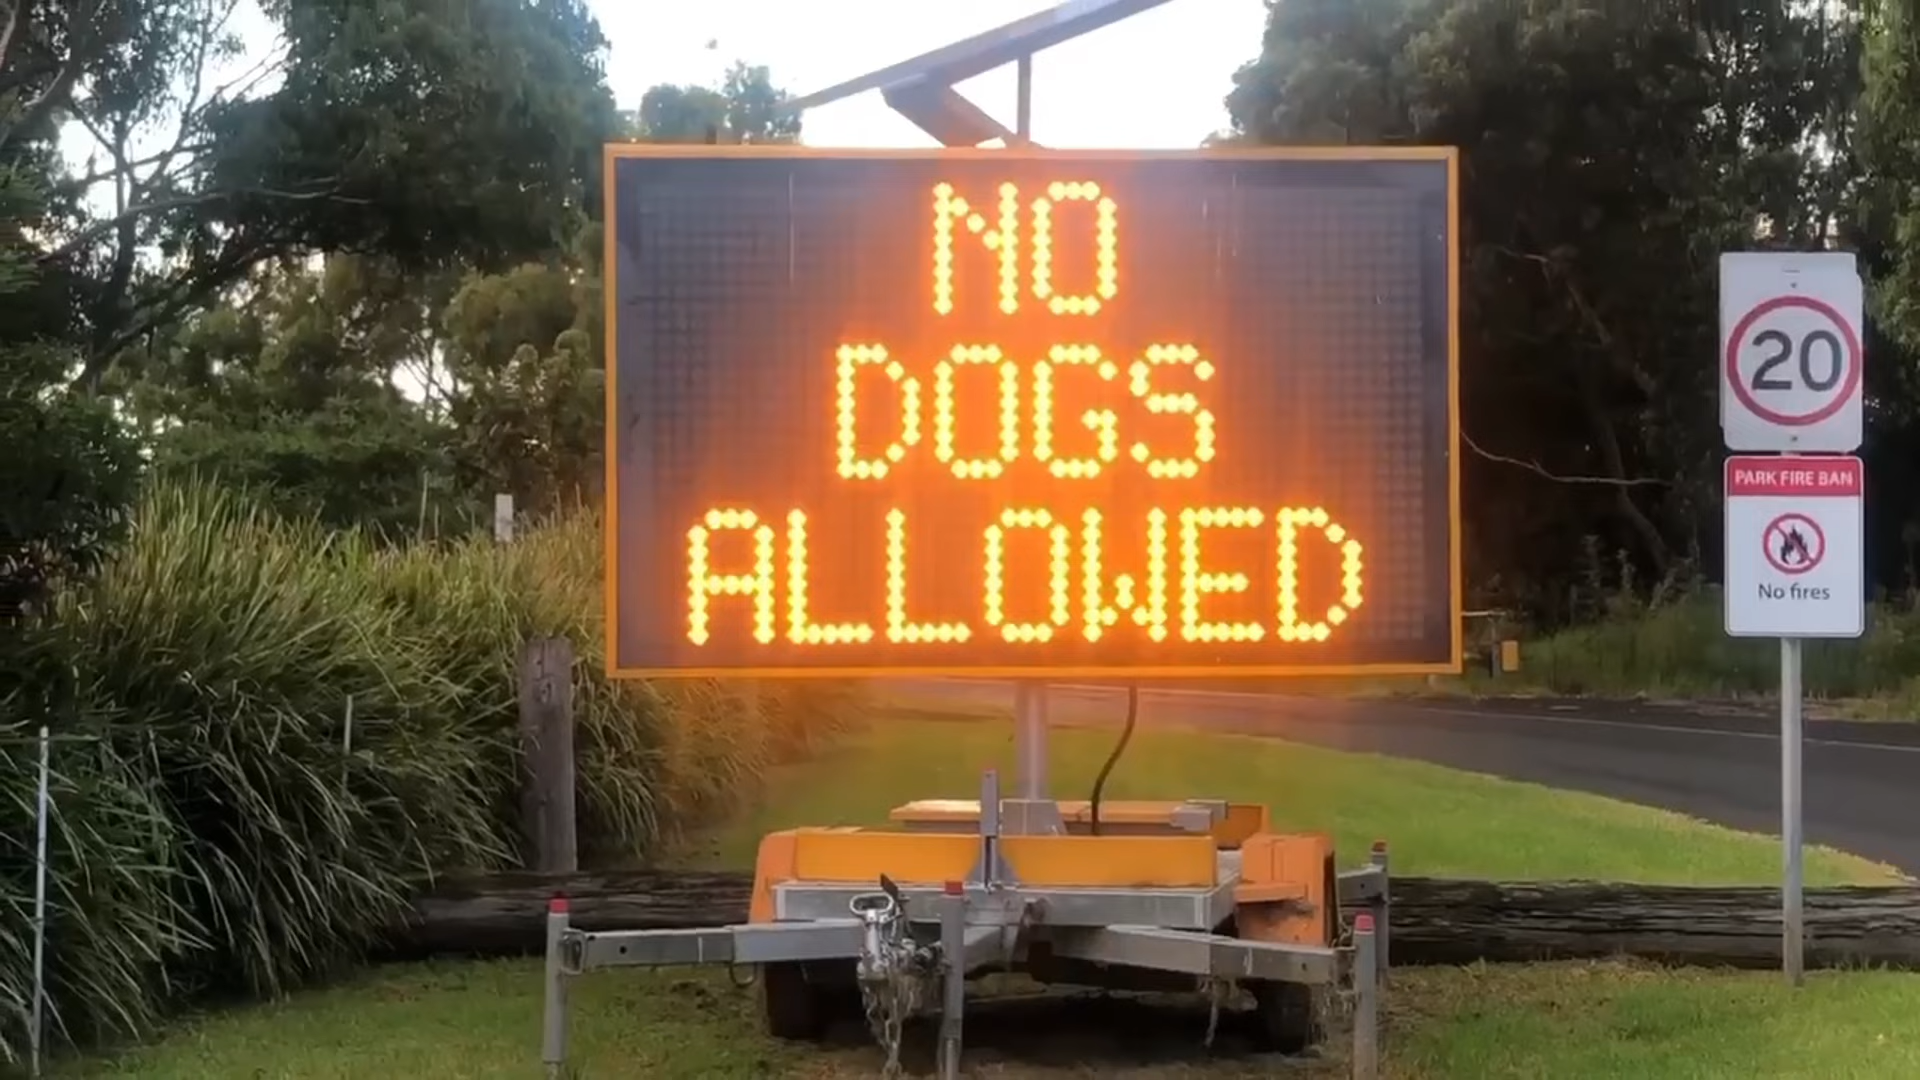 NO
DOGS
ALLOWED
20
PARK FIRE BAN
No fires